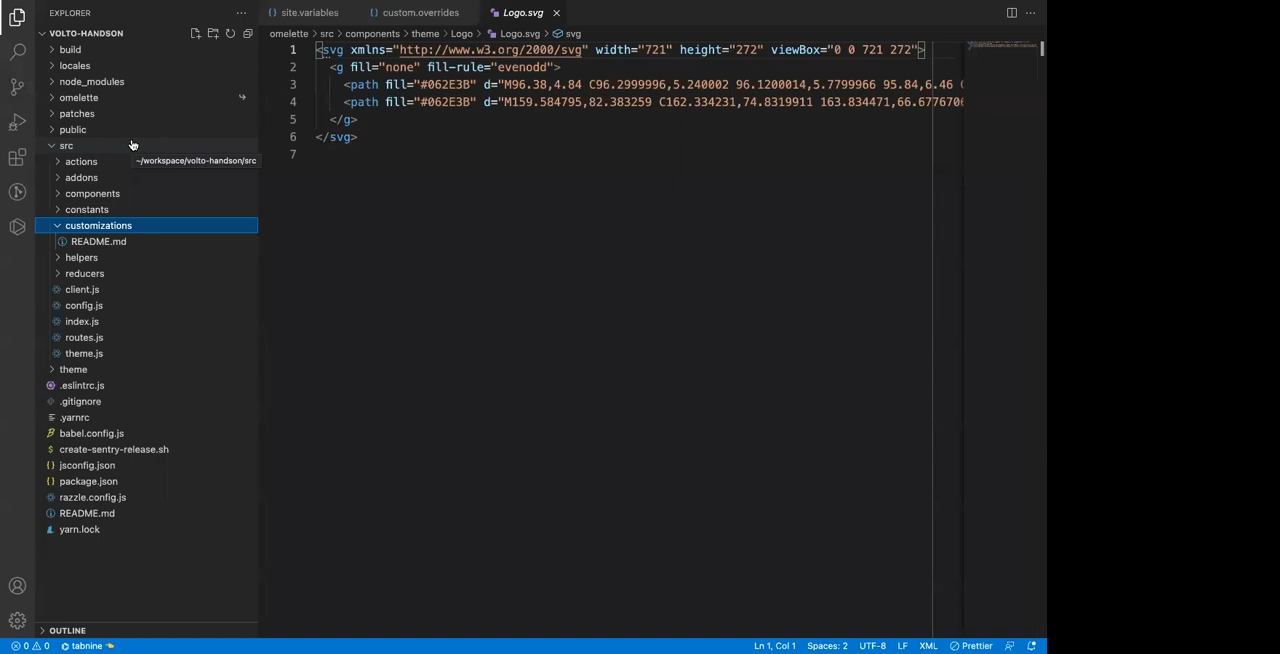 EXPLORER
site.variables
custom.overrides
Logo.svg
VOLTO-HANDSON
omelette > src > components > theme > Logo > Logo.svg > svg
build
locales
node_modules
omelette
patches
public
src
~/workspace/volto-handson/src
actions
addons
components
constants
customizations
README.md
helpers
reducers
client.js
config.js
index.js
routes.js
theme.js
theme
.eslintrc.js
.gitignore
.yarnrc
babel.config.js
create-sentry-release.sh
jsconfig.json
package.json
razzle.config.js
README.md
yarn.lock
OUTLINE
1 <svg xmlns="http://www.w3.org/2000/svg" width="721" height="272" viewBox="0 0 721 272">
2 <g fill="none" fill-rule="evenodd">
3 <path fill="#062E3B" d="M96.38,4.84 C96.2999996,5.240002 96.1200014,5.7799966 95.84,6.46 C
4 <path fill="#062E3B" d="M159.584795,82.383259 C162.334231,74.8319911 163.834471,66.6776706
5 </g>
6 </svg>
7
0 0 tabnine Ln 1, Col 1 Spaces: 2 UTF-8 LF XML Prettier